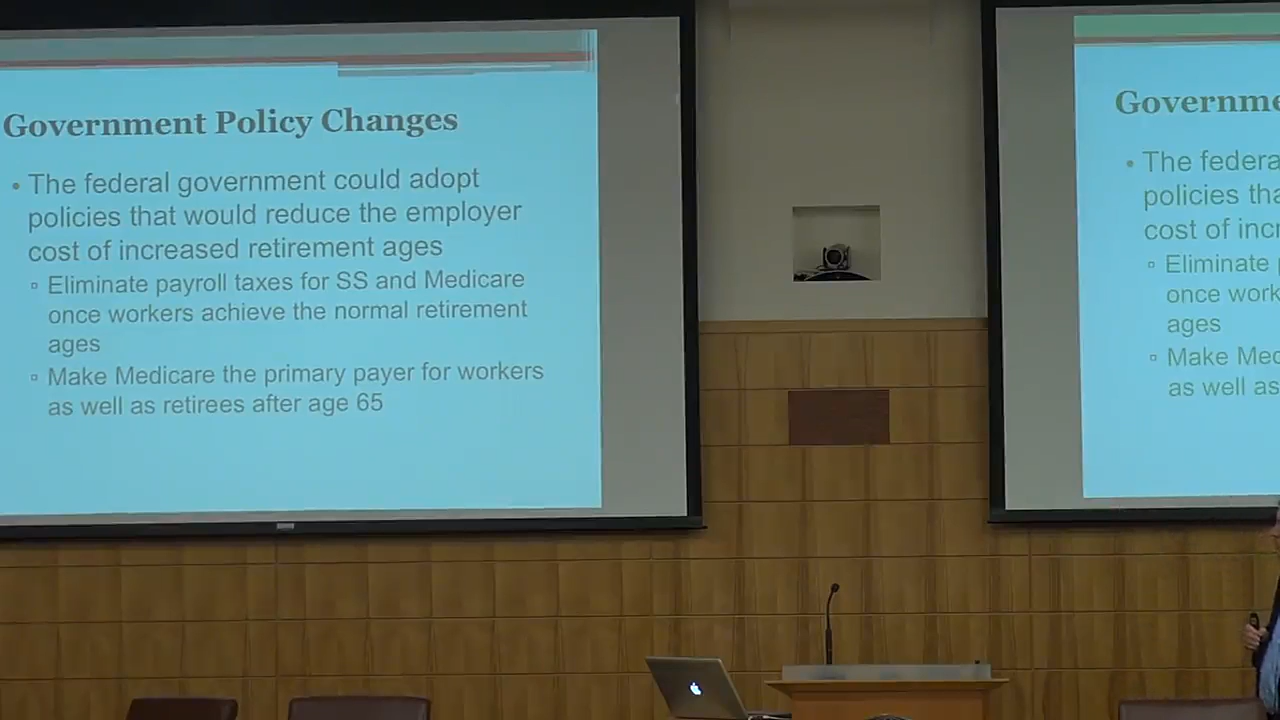 Government Policy Changes
• The federal government could adopt
policies that would reduce the employer
cost of increased retirement ages
▫ Eliminate payroll taxes for SS and Medicare
once workers achieve the normal retirement
ages
▫ Make Medicare the primary payer for workers
as well as retirees after age 65
Governme
• The federa
policies tha
cost of incr
▫ Eliminate
once work
ages
▫ Make Med
as well as